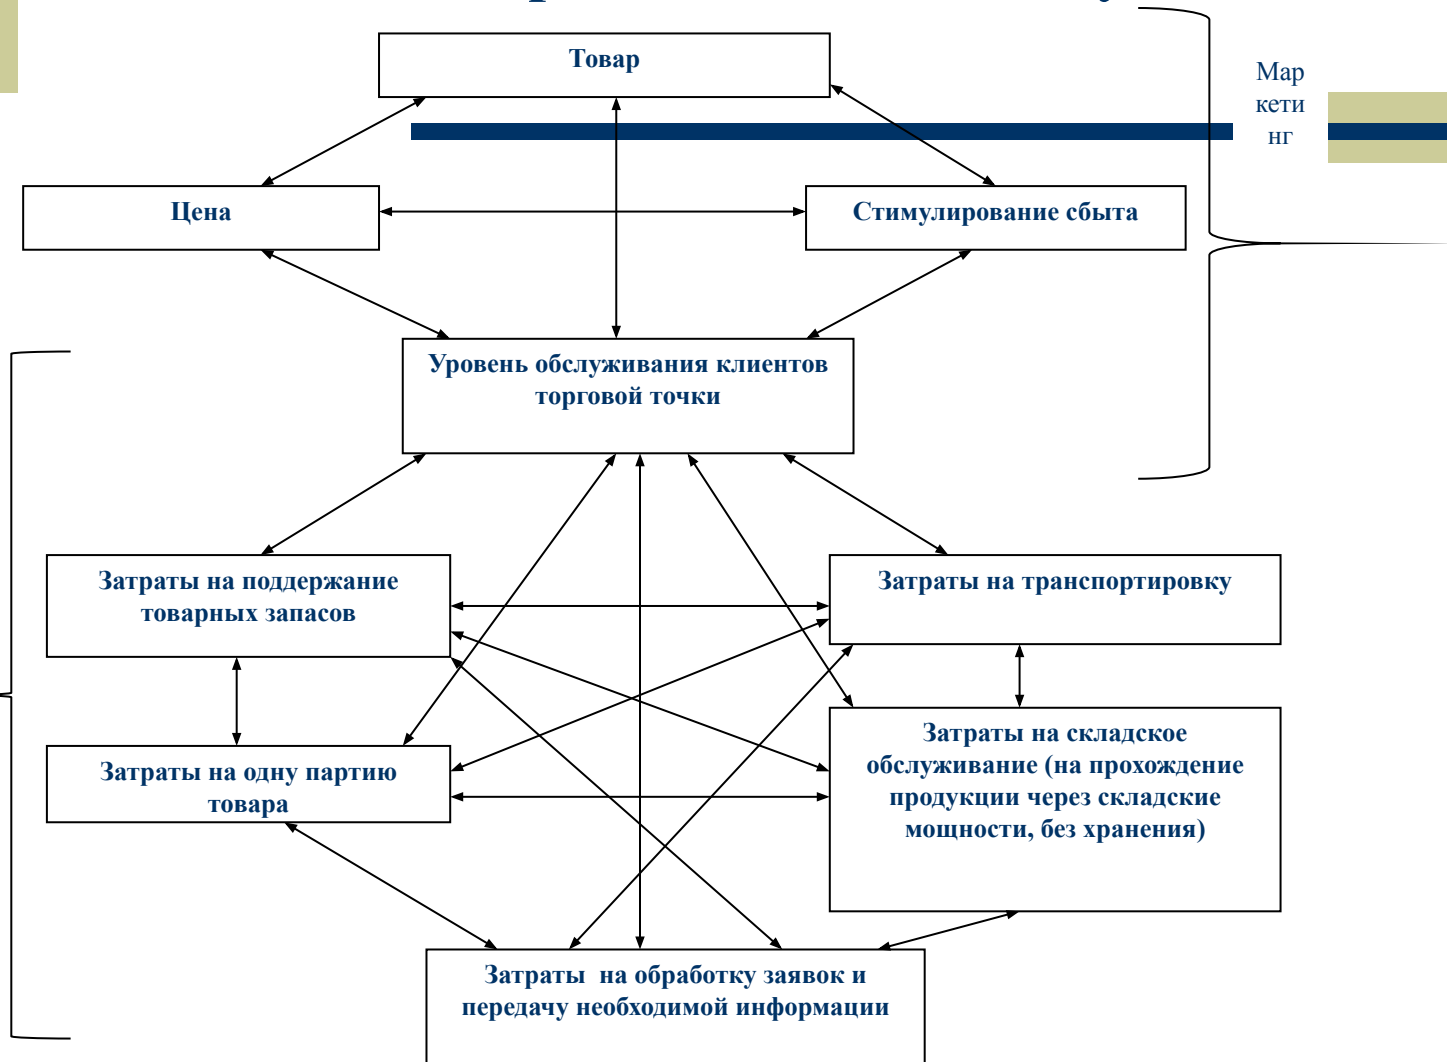 Товар
Мар
кети
нг
Цена
Стимулирование сбыта
Уровень обслуживания клиентов
торговой точки
Затраты на поддержание
товарных запасов
Затраты на транспортировку
Затраты на одну партию
товара
Затраты на складское
обслуживание (на прохождение
продукции через складские
мощности, без хранения)
Затраты на обработку заявок и
передачу необходимой информации